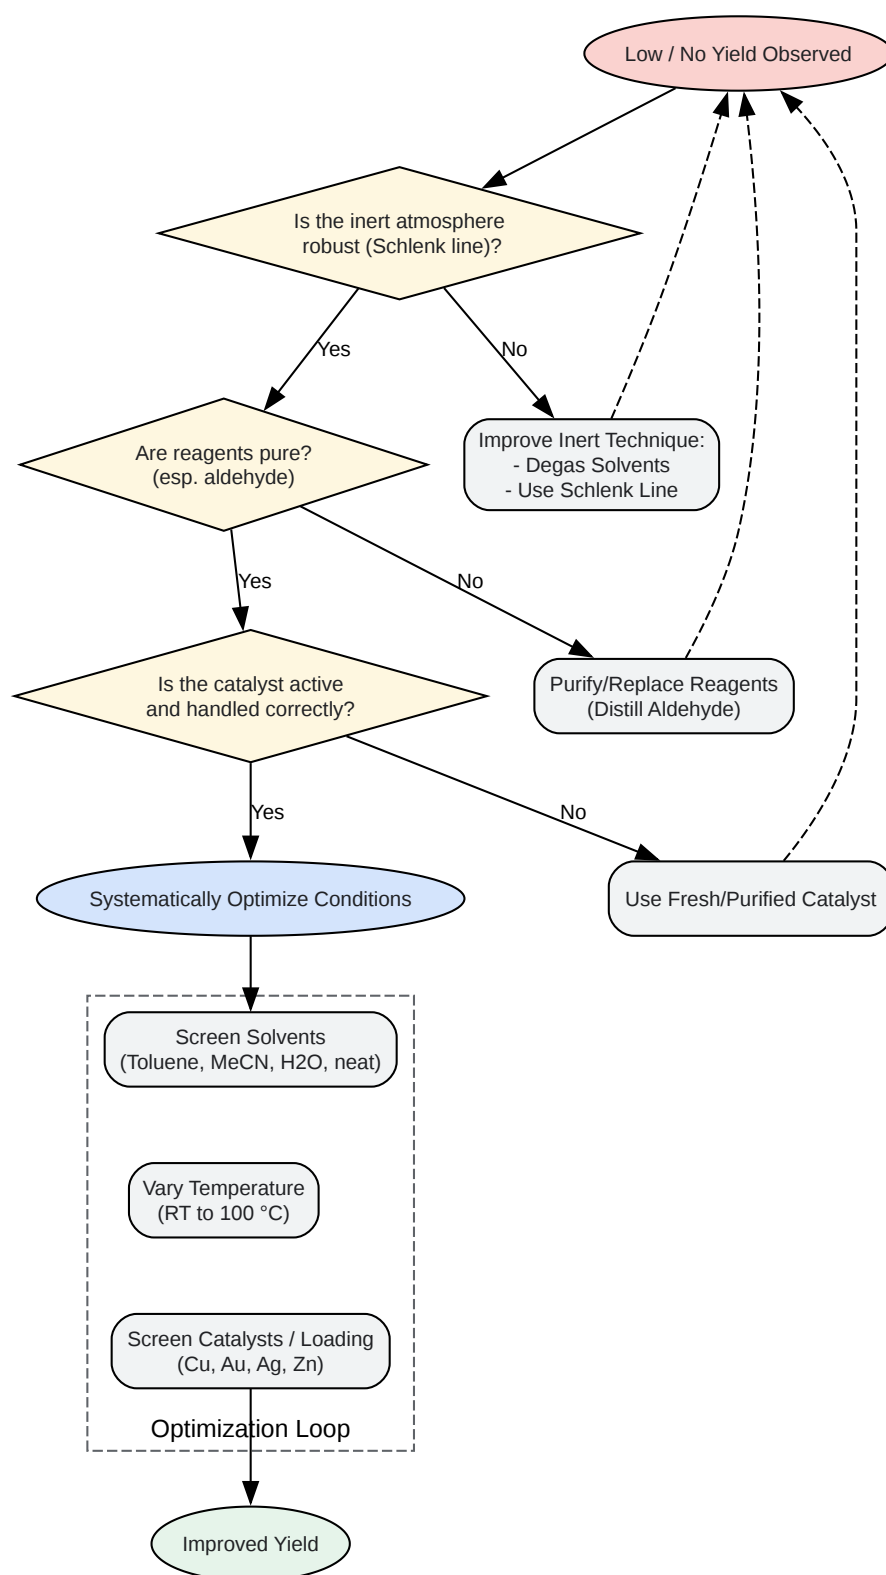 Low / No Yield Observed
Is the inert atmosphere
robust (Schlenk line)?
Yes
No
Are reagents pure?
(esp. aldehyde)
Improve Inert Technique:
- Degas Solvents
- Use Schlenk Line
Yes
No
Is the catalyst active
and handled correctly?
Purify/Replace Reagents
(Distill Aldehyde)
Yes
No
Systematically Optimize Conditions
Use Fresh/Purified Catalyst
Screen Solvents
(Toluene, MeCN, H2O, neat)
Vary Temperature
(RT to 100 °C)
Screen Catalysts / Loading
(Cu, Au, Ag, Zn)
Optimization Loop
Improved Yield